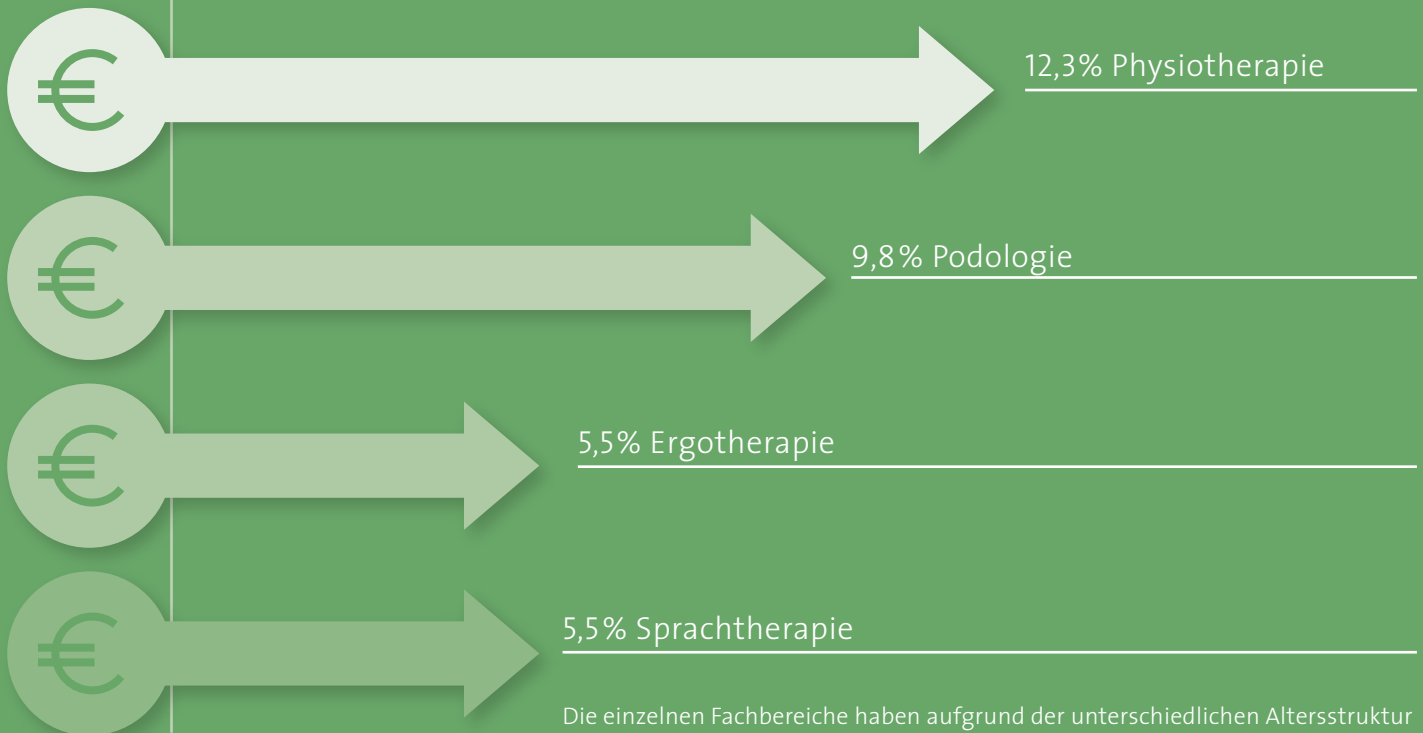 €
12,3% Physiotherapie
€
9,8% Podologie
€
5,5% Ergotherapie
€
5,5% Sprachtherapie
€
Die einzelnen Fachbereiche haben aufgrund der unterschiedlichen Altersstruktur